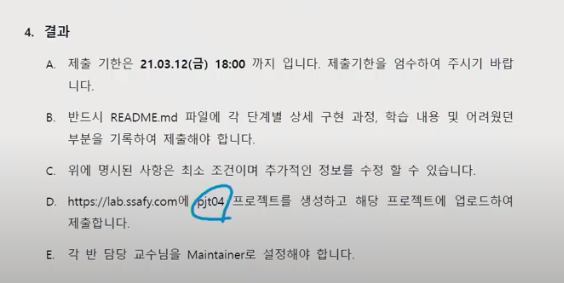 4. 결과
A. 제출 기한은 21.03.12(금) 18:00 까지 입니다. 제출기한을 엄수하여 주시기 바랍
니다.
B. 반드시 README.md 파일에 각 단계별 상세 구현 과정, 학습 내용 및 어려웠던
부분을 기록하여 제출해야 합니다.
C. 위에 명시된 사항은 최소 조건이며 추가적인 정보를 수정 할 수 있습니다.
D. https://lab.ssafy.com에 pjt04 프로젝트를 생성하고 해당 프로젝트에 업로드하여
제출합니다.
E. 각 반 담당 교수님을 Maintainer로 설정해야 합니다.